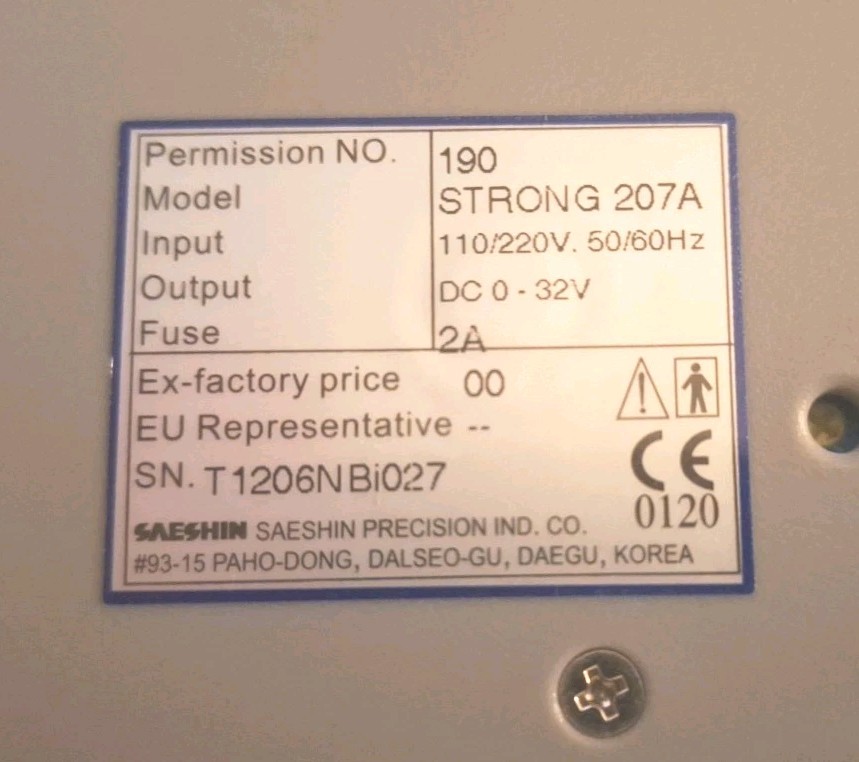 Permission NO. 190
Model STRONG 207A
Input 110/220V. 50/60Hz
Output DC 0 - 32V
Fuse 2A
Ex-factory price 00
EU Representative --
SN. T1206NBi027
CE
0120
SAESHIN SAESHIN PRECISION IND. CO.
#93-15 PAHO-DONG, DALSEO-GU, DAEGU, KOREA